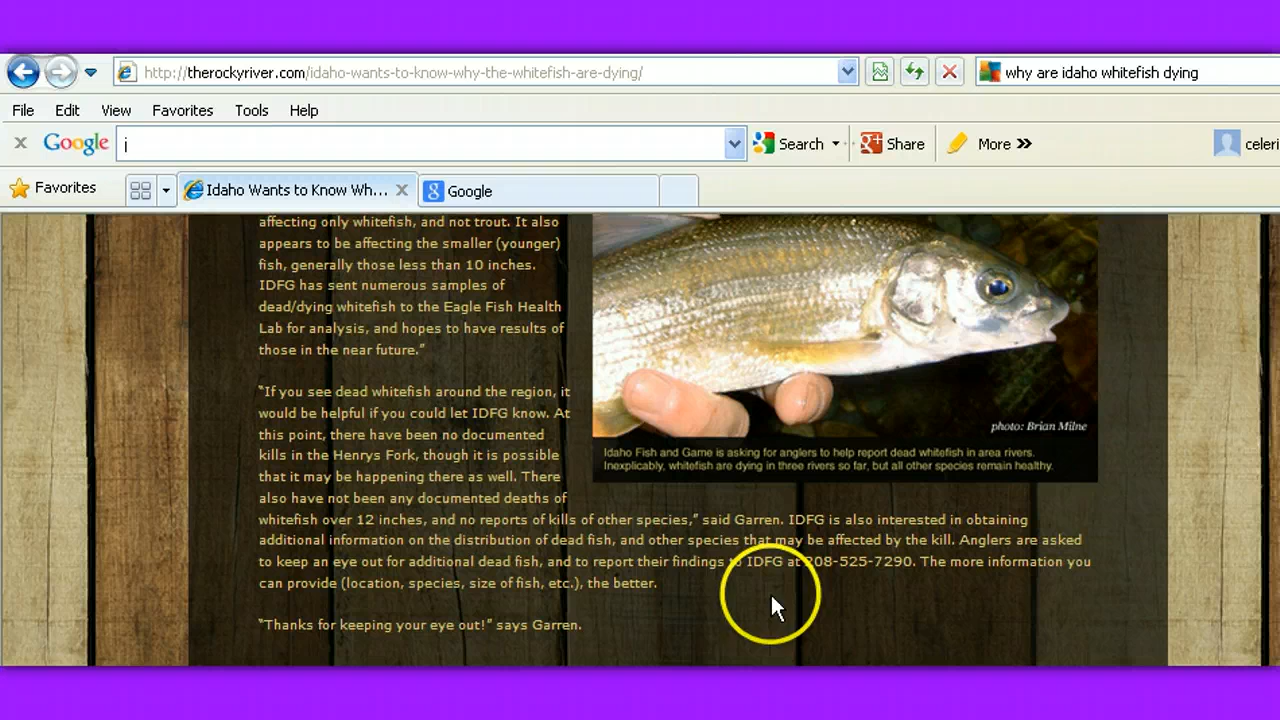 http://therockyriver.com/idaho-wants-to-know-why-the-whitefish-are-dying/
why are idaho whitefish dying
File Edit View Favorites Tools Help
Google
i
Search
Share
More
celeri
Favorites
Idaho Wants to Know Wh...
Google
affecting only whitefish, and not trout. It also
appears to be affecting the smaller (younger)
fish, generally those less than 10 inches.
IDFG has sent numerous samples of
dead/dying whitefish to the Eagle Fish Health
Lab for analysis, and hopes to have results of
those in the near future.”
“If you see dead whitefish around the region, it
would be helpful if you could let IDFG know. At
this point, there have been no documented
kills in the Henrys Fork, though it is possible
that it may be happening there as well. There
also have not been any documented deaths of
whitefish over 12 inches, and no reports of kills of other species,” said Garren. IDFG is also interested in obtaining
additional information on the distribution of dead fish, and other species that may be affected by the kill. Anglers are asked
to keep an eye out for additional dead fish, and to report their findings to IDFG at 208-525-7290. The more information you
can provide (location, species, size of fish, etc.), the better.
“Thanks for keeping your eye out!” says Garren.
photo: Brian Milne
Idaho Fish and Game is asking for anglers to help report dead whitefish in area rivers.
Inexplicably, whitefish are dying in three rivers so far, but all other species remain healthy.